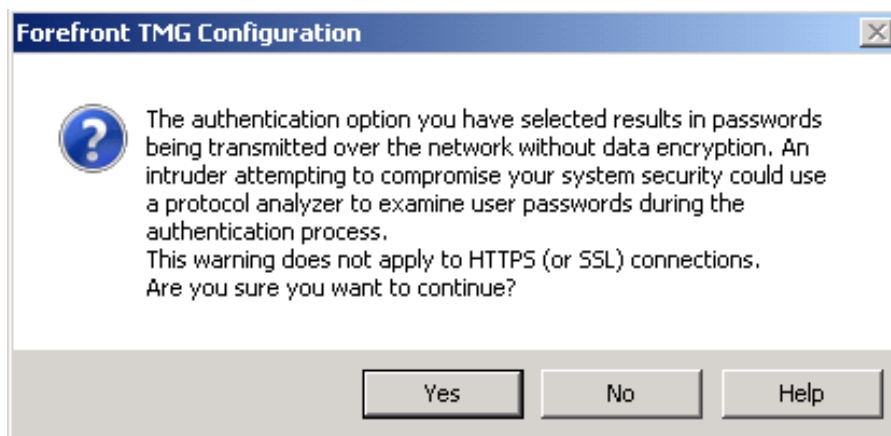 Forefront TMG Configuration
The authentication option you have selected results in passwords
being transmitted over the network without data encryption. An
intruder attempting to compromise your system security could use
a protocol analyzer to examine user passwords during the
authentication process.
This warning does not apply to HTTPS (or SSL) connections.
Are you sure you want to continue?
Yes
No
Help